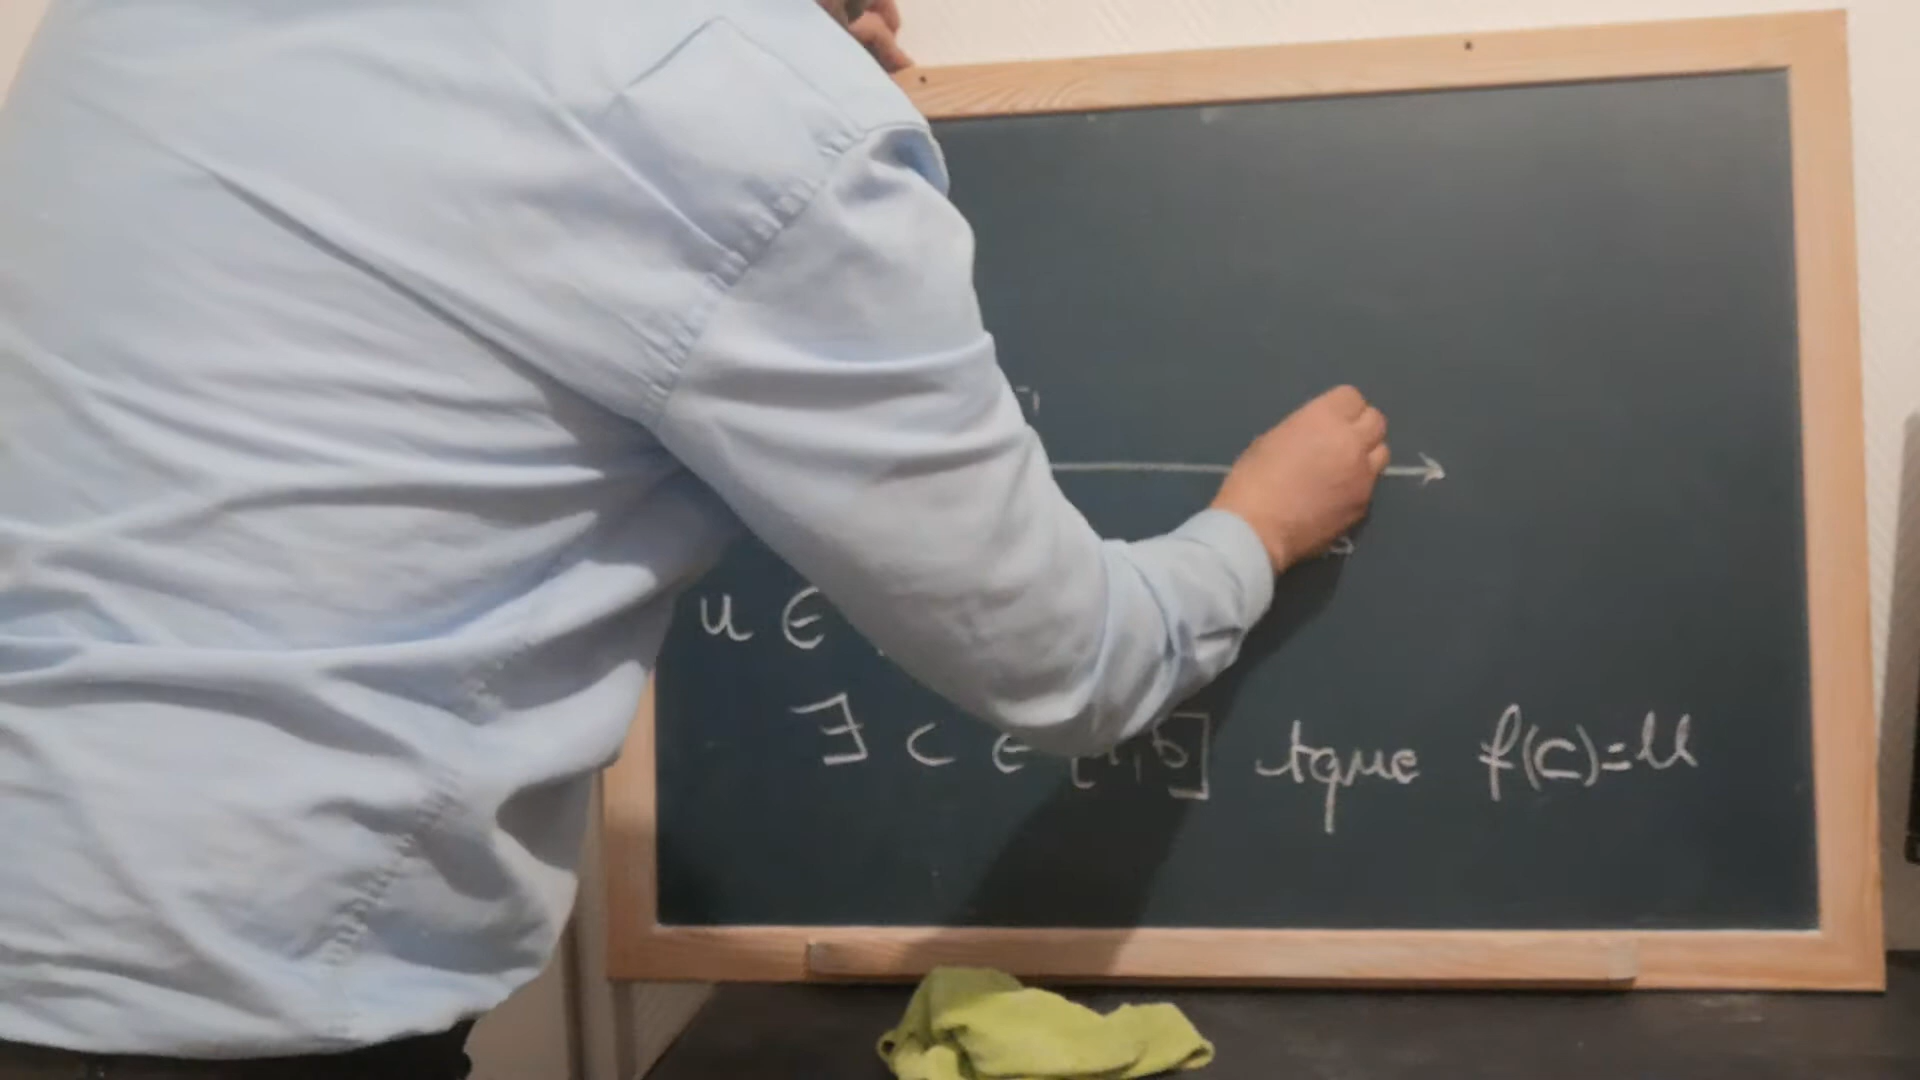 u ∈
∃ c ∈ [a,b] tque f(c)=u